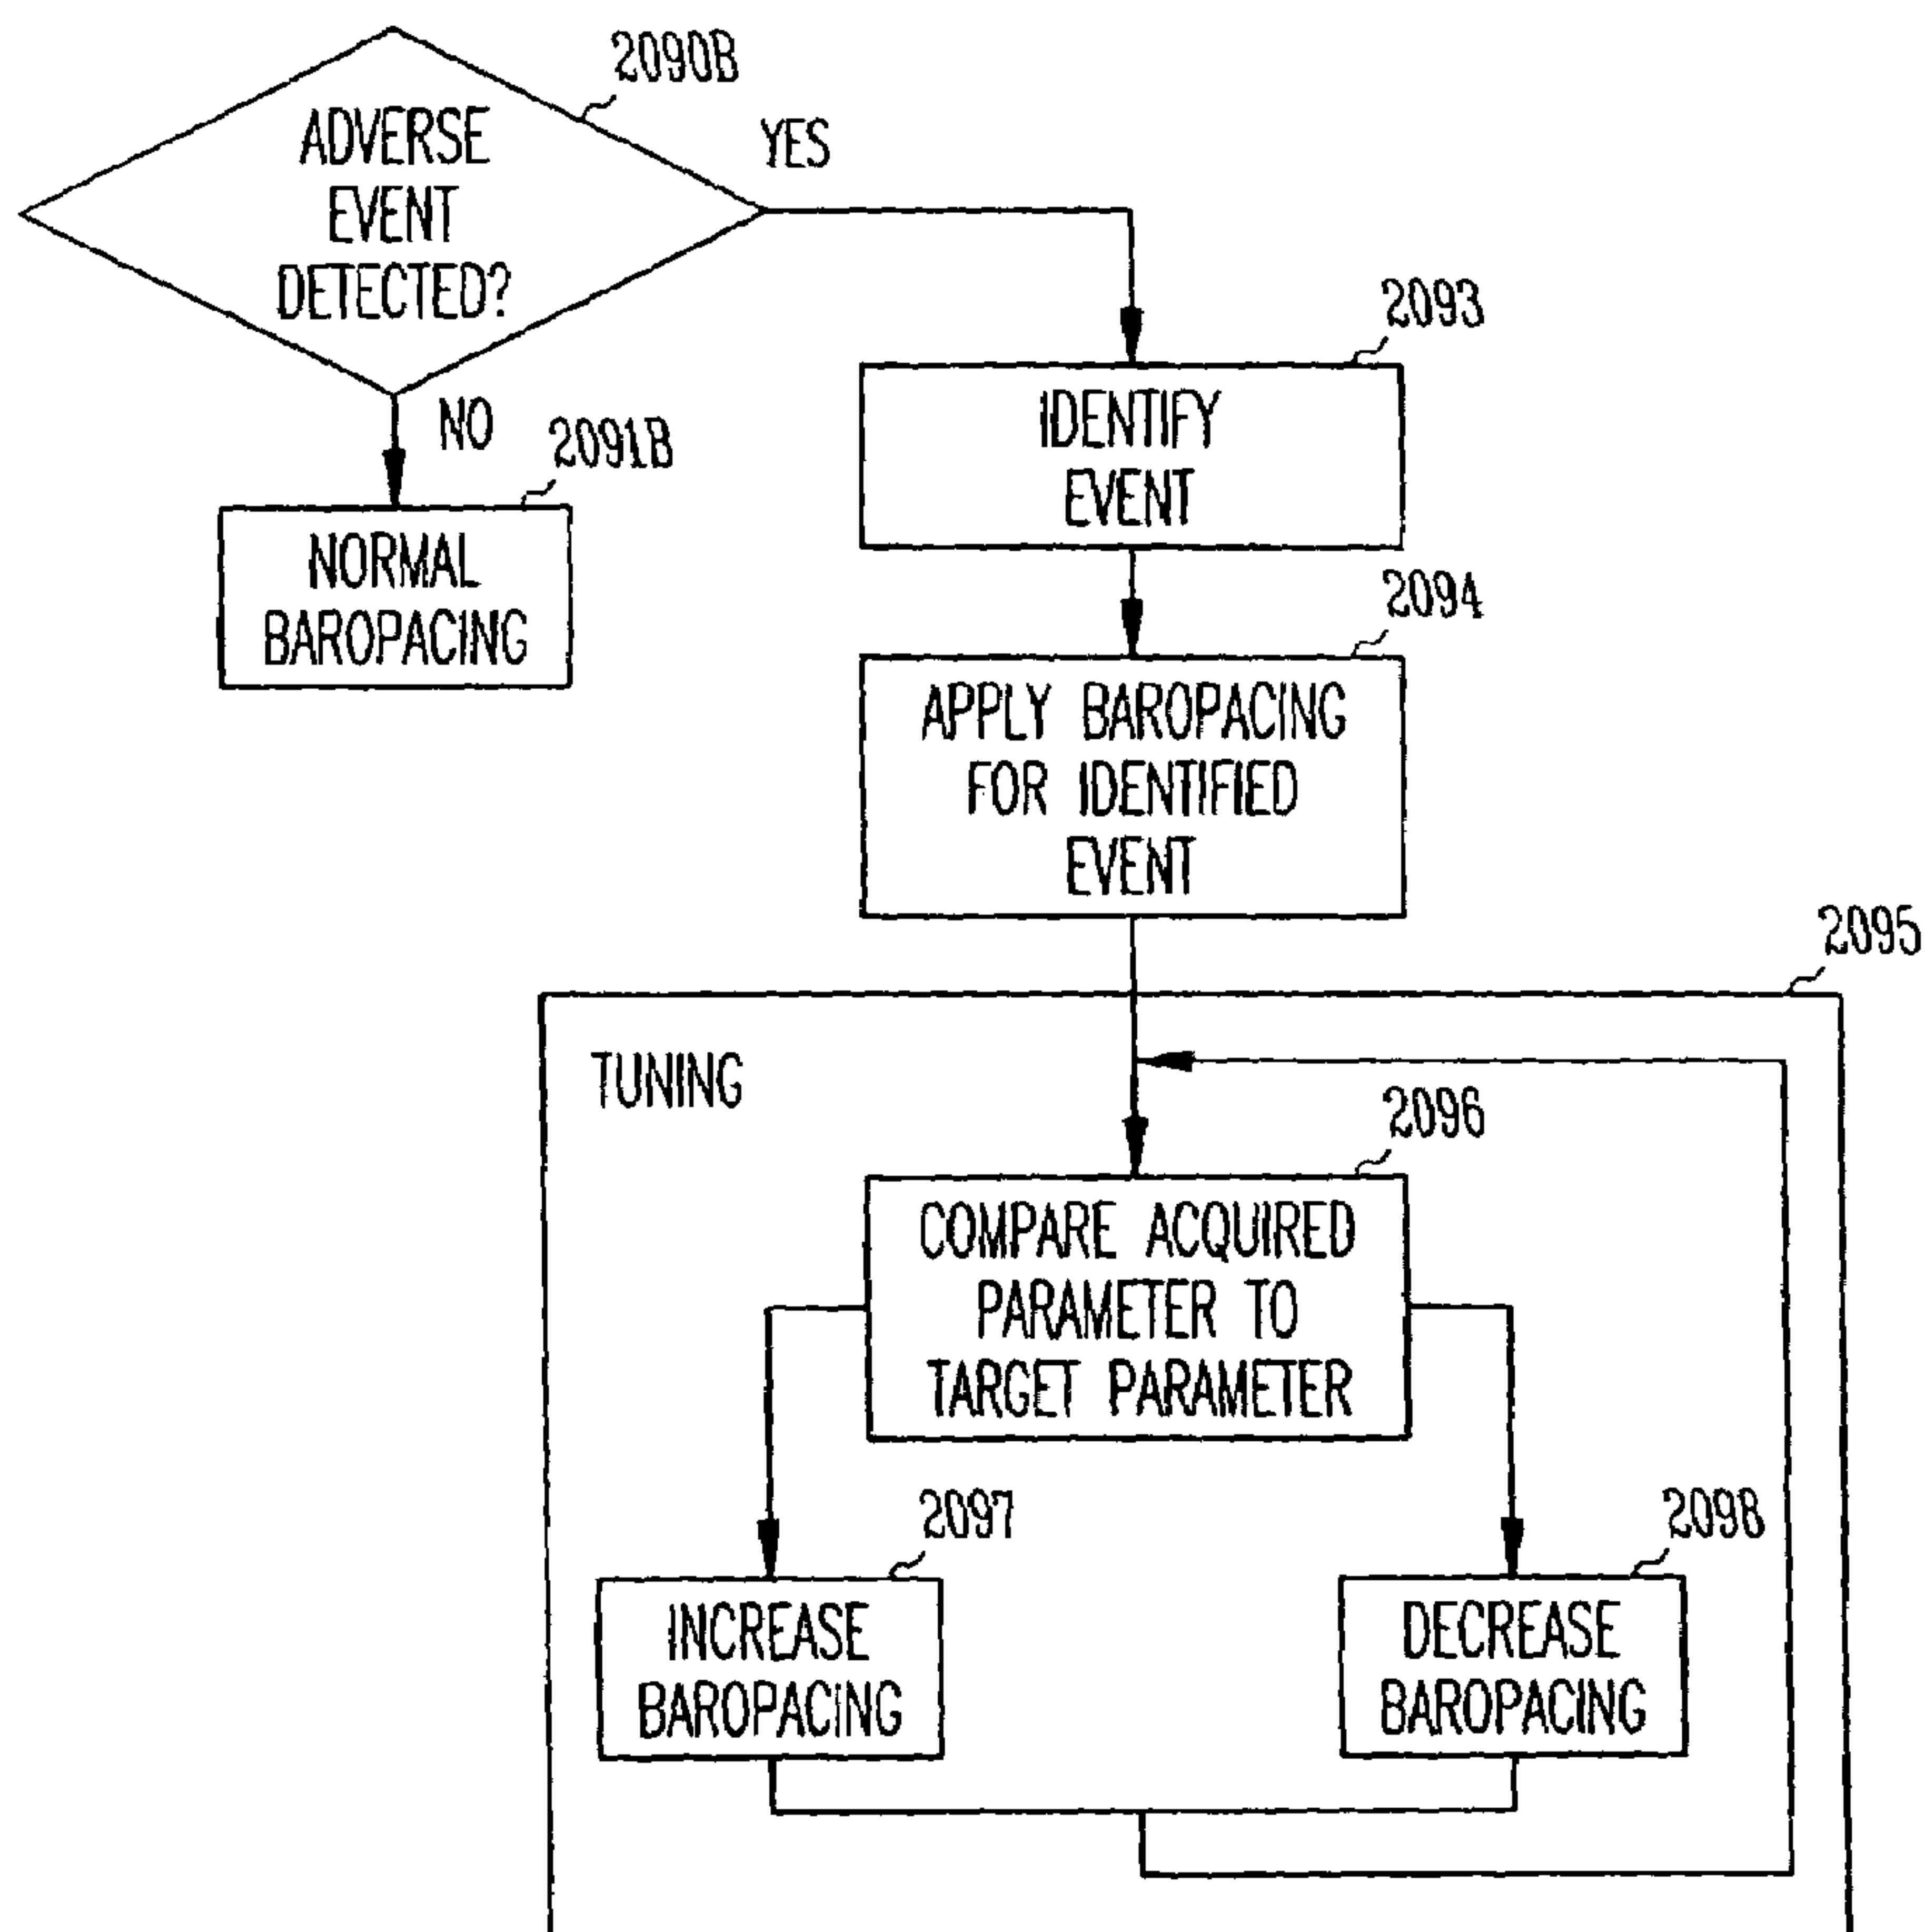 2090B
ADVERSE
EVENT
DETECTED?
YES
NO
2091B
NORMAL
BAROPACING
2093
IDENTIFY
EVENT
2094
APPLY BAROPACING
FOR IDENTIFIED
EVENT
2095
TUNING
2096
COMPARE ACQUIRED
PARAMETER TO
TARGET PARAMETER
2097
INCREASE
BAROPACING
2098
DECREASE
BAROPACING